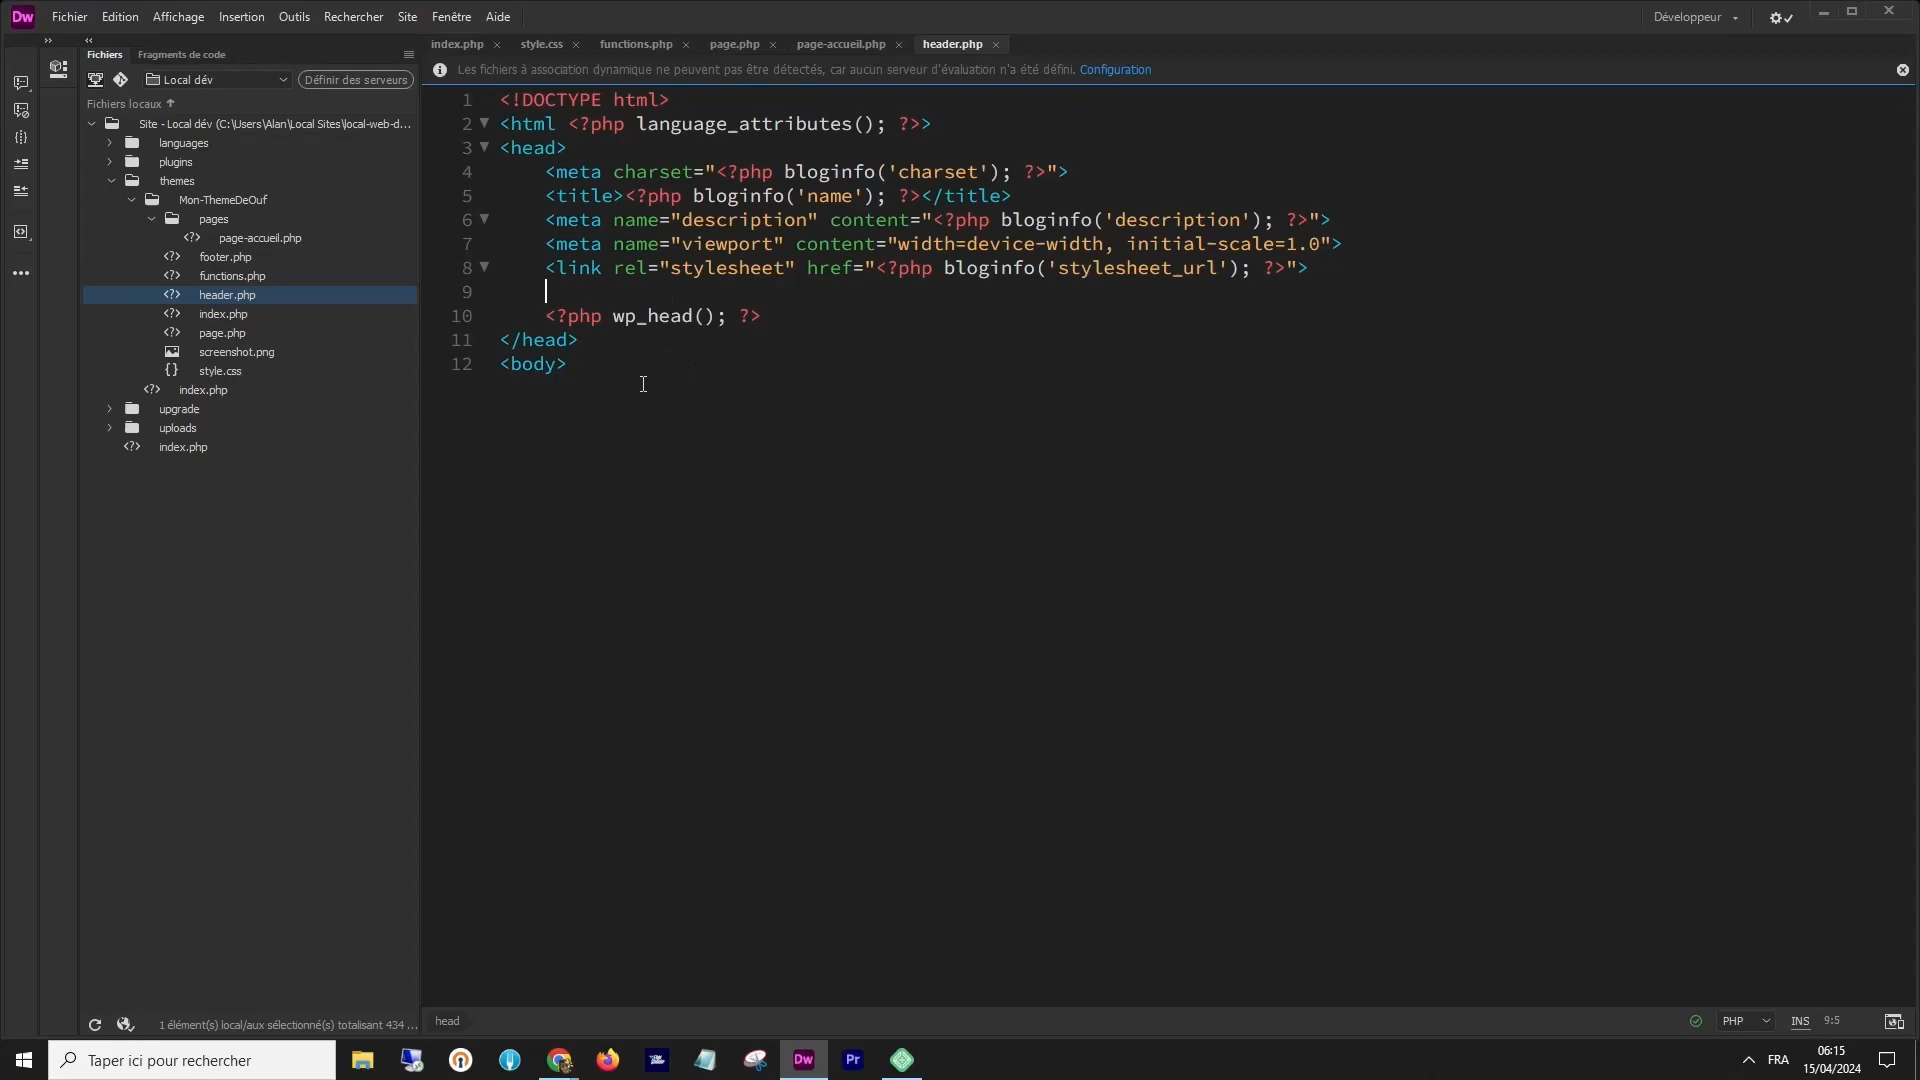 Dw Fichier Edition Affichage Insertion Outils Rechercher Site Fenêtre Aide Développeur
Fichiers Fragments de code
index.php style.css functions.php page.php page-accueil.php header.php
Local dév Définir des serveurs
Les fichiers à association dynamique ne peuvent pas être détectés, car aucun serveur d'évaluation n'a été défini. Configuration
Fichiers locaux
Site - Local dév (C:\Users\Alan\Local Sites\local-web-d...
languages
plugins
themes
Mon-ThemeDeOuf
pages
page-accueil.php
footer.php
functions.php
header.php
index.php
page.php
screenshot.png
style.css
index.php
upgrade
uploads
index.php
1 <!DOCTYPE html>
2 <html <?php language_attributes(); ?>>
3 <head>
4 <meta charset="<?php bloginfo('charset'); ?>">
5 <title><?php bloginfo('name'); ?></title>
6 <meta name="description" content="<?php bloginfo('description'); ?>">
7 <meta name="viewport" content="width=device-width, initial-scale=1.0">
8 <link rel="stylesheet" href="<?php bloginfo('stylesheet_url'); ?>">
9
10 <?php wp_head(); ?>
11 </head>
12 <body>
1 élément(s) local/aux sélectionné(s) totalisant 434 ...
head PHP INS 9:5
Taper ici pour rechercher
Dw Pr
FRA
06:15
15/04/2024